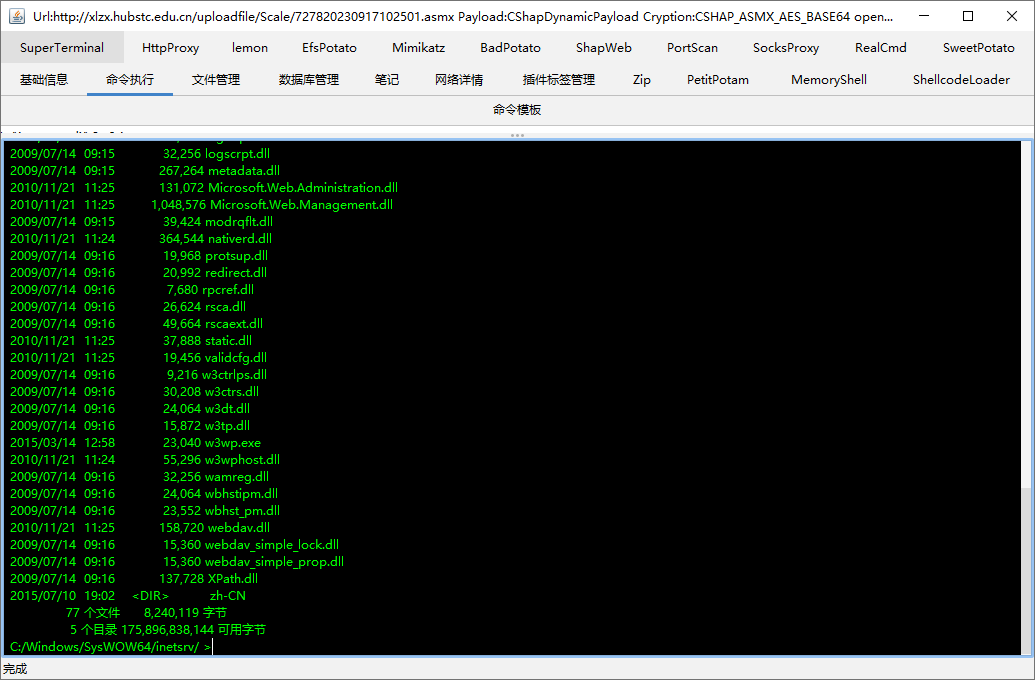 Url:http://xlzx.hubstc.edu.cn/uploadfile/Scale/727820230917102501.asmx Payload:CShapDynamicPayload Cryption:CSHAP_ASMX_AES_BASE64 open...
SuperTerminal HttpProxy lemon EfsPotato Mimikatz BadPotato ShapWeb PortScan SocksProxy RealCmd SweetPotato
基础信息 命令执行 文件管理 数据库管理 笔记 网络详情 插件标签管理 Zip PetitPotam MemoryShell ShellcodeLoader
命令模板
2009/07/14 09:15 32,256 logscrpt.dll
2009/07/14 09:15 267,264 metadata.dll
2010/11/21 11:25 131,072 Microsoft.Web.Administration.dll
2010/11/21 11:25 1,048,576 Microsoft.Web.Management.dll
2009/07/14 09:15 39,424 modrqflt.dll
2010/11/21 11:24 364,544 nativerd.dll
2009/07/14 09:16 19,968 protsup.dll
2009/07/14 09:16 20,992 redirect.dll
2009/07/14 09:16 7,680 rpcref.dll
2009/07/14 09:16 26,624 rsca.dll
2009/07/14 09:16 49,664 rscaext.dll
2010/11/21 11:25 37,888 static.dll
2010/11/21 11:25 19,456 validcfg.dll
2009/07/14 09:16 9,216 w3ctrlps.dll
2009/07/14 09:16 30,208 w3ctrs.dll
2009/07/14 09:16 24,064 w3dt.dll
2009/07/14 09:16 15,872 w3tp.dll
2015/03/14 12:58 23,040 w3wp.exe
2010/11/21 11:24 55,296 w3wphost.dll
2009/07/14 09:16 32,256 wamreg.dll
2009/07/14 09:16 24,064 wbhstipm.dll
2009/07/14 09:16 23,552 wbhst_pm.dll
2010/11/21 11:25 158,720 webdav.dll
2009/07/14 09:16 15,360 webdav_simple_lock.dll
2009/07/14 09:16 15,360 webdav_simple_prop.dll
2009/07/14 09:16 137,728 XPath.dll
2015/07/10 19:02 <DIR> zh-CN
77 个文件 8,240,119 字节
5 个目录 175,896,838,144 可用字节
C:/Windows/SysWOW64/inetsrv/ >
完成